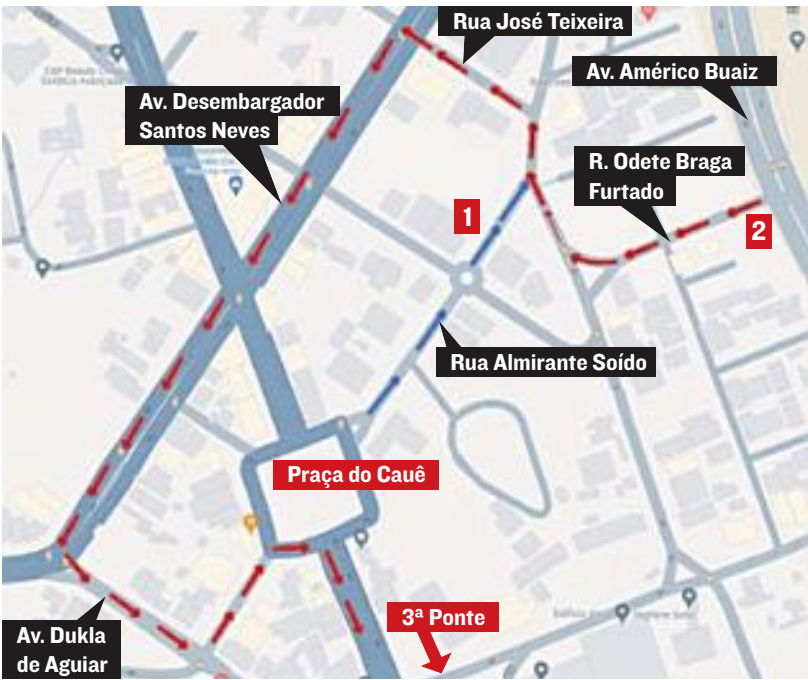 Rua José Teixeira
Av. Américo Buaiz
Av. Desembargador
Santos Neves
R. Odete Braga
Furtado
1
2
Rua Almirante Soído
Praça do Cauê
3ª Ponte
Av. Dukla
de Aguiar